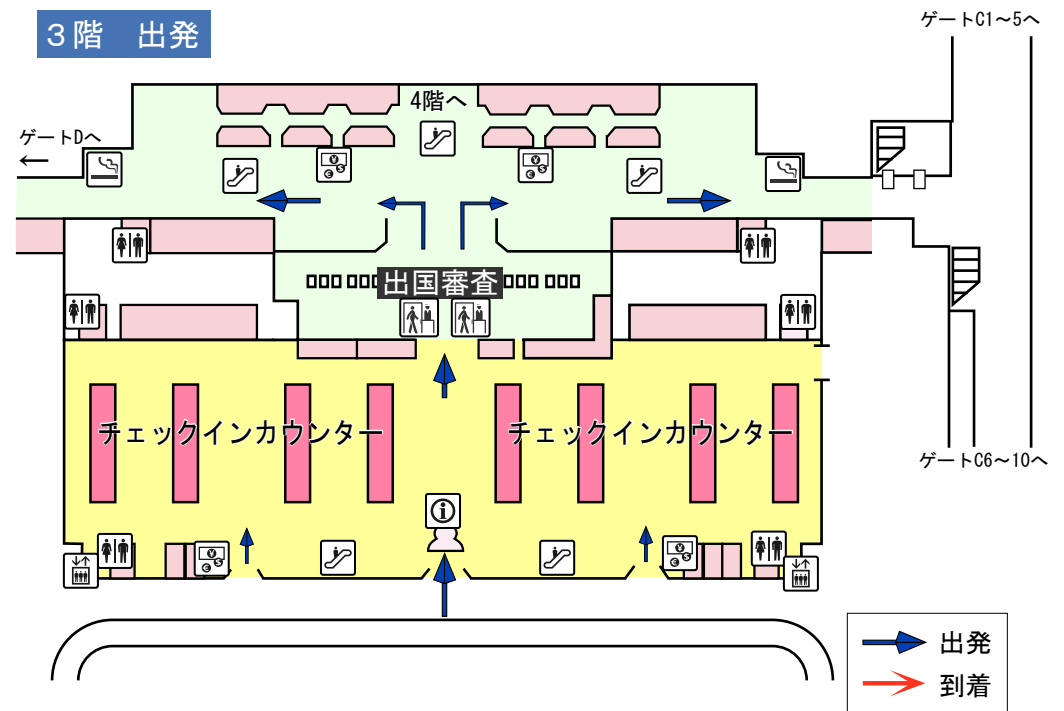 3階　出発
ゲートC1～5へ
4階へ
ゲートDへ
←
出国審査
チェックインカウンター
チェックインカウンター
ゲートC6～10へ
出発
到着